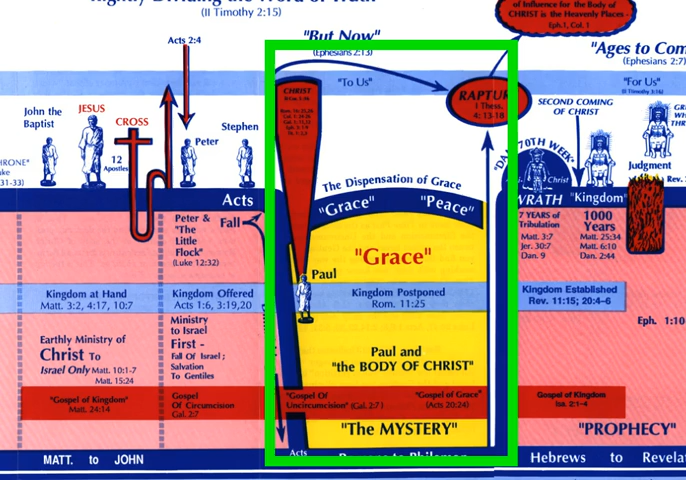 Rightly Dividing the Word of Truth
(II Timothy 2:15)
of Influence for the Body of
CHRIST is the Heavenly Places -
Eph.1, Col. 1
"But Now"
(Ephesians 2:13)
"Ages to Com
(Ephesians 2:7)
Acts 2:4
"To Us"
"For Us"
John the
Baptist
JESUS
CROSS
12
Apostles
Peter
Stephen
CHRIST
RAPTUR
1 Thess.
4: 13-18
SECOND COMING
OF CHRIST
"DAN. 70TH WEEK"
Christ
Judgment
Rev.
HRONE"
31-33)
The Dispensation of Grace
Acts
"Grace"
"Peace"
WRATH
"Kingdom"
Peter &
"The
Little
Flock"
(Luke 12:32)
Fall
"Grace"
Paul
7 YEARS of
Tribulation
Matt. 3:7
Jer. 30:7
Dan. 9
1000
Years
Matt. 25:34
Matt. 6:10
Dan. 2:44
Kingdom at Hand
Matt. 3:2, 4:17, 10:7
Kingdom Offered
Acts 1:6, 3:19,20
Kingdom Postponed
Rom. 11:25
Kingdom Established
Rev. 11:15; 20:4-6
Eph. 1:10
Earthly Ministry of
Christ To
Israel Only Matt. 10:1-7
Matt. 15:24
Ministry
to Israel
First -
Fall Of Israel;
Salvation
To Gentiles
Paul and
"the BODY OF CHRIST"
"Gospel of Kingdom"
Matt. 24:14
Gospel
Of Circumcision
Gal. 2:7
"Gospel Of
Uncircumcision" (Gal. 2:7)
"Gospel of Grace"
(Acts 20:24)
Gospel of Kingdom
Isa. 2:1-4
"The MYSTERY"
"PROPHECY"
MATT. to JOHN
Acts
Romans to Philemon
Hebrews to Revelat